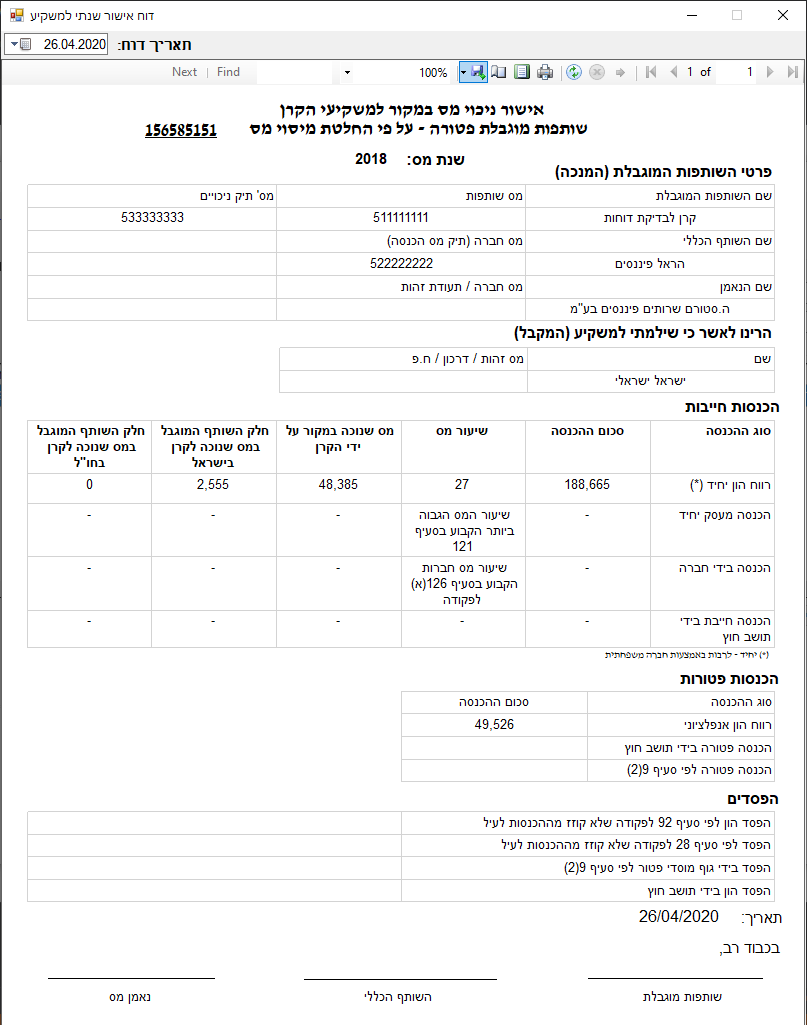 דוח אישור שנתי למשקיע
תאריך דוח: 26.04.2020
Next | Find 100% 1 of 1
אישור ניכוי מס במקור למשקיעי הקרן
שותפות מוגבלת פטורה - על פי החלטת מיסוי מס 156585151
שנת מס: 2018
פרטי השותפות המוגבלת (המנכה)
שם השותפות המוגבלת מס שותפות מס' תיק ניכויים
קרן לבדיקת דוחות 511111111 533333333
שם השותף הכללי מס חברה (תיק מס הכנסה)
הראל פיננסים 522222222
שם הנאמן מס חברה / תעודת זהות
ה.סטורם שרותים פיננסים בע"מ
הרינו לאשר כי שילמתי למשקיע (המקבל)
שם מס זהות / דרכון / ח.פ
ישראל ישראלי
הכנסות חייבות
סוג ההכנסה סכום ההכנסה שיעור מס מס שנוכה במקור על ידי הקרן חלק השותף המוגבל במס שנוכה לקרן בישראל חלק השותף המוגבל במס שנוכה לקרן בחו"ל
רווח הון יחיד (*) 188,665 27 48,385 2,555 0
הכנסה מעסק יחיד - שיעור המס הגבוה ביותר הקבוע בסעיף 121 - - -
הכנסה בידי חברה - שיעור מס חברות הקבוע בסעיף 126(א) לפקודה - - -
הכנסה חייבת בידי תושב חוץ - - - - -
(*) יחיד - לרבות באמצעות חברה משפחתית
הכנסות פטורות
סוג ההכנסה סכום ההכנסה
רווח הון אנפלציוני 49,526
הכנסה פטורה בידי תושב חוץ
הכנסה פטורה לפי סעיף 9(2)
הפסדים
הפסד הון לפי סעיף 92 לפקודה שלא קוזז מההכנסות לעיל
הפסד לפי סעיף 28 לפקודה שלא קוזז מההכנסות לעיל
הפסד בידי גוף מוסדי פטור לפי סעיף 9(2)
הפסד הון בידי תושב חוץ
תאריך: 26/04/2020
בכבוד רב,
שותפות מוגבלת השותף הכללי נאמן מס